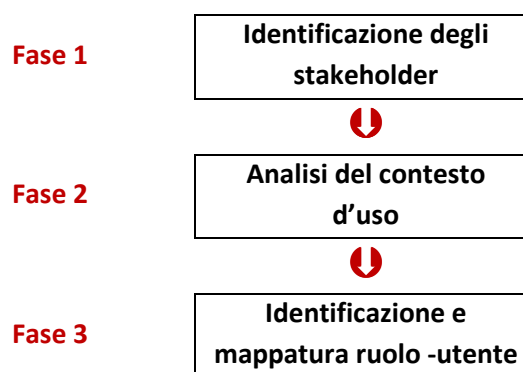 Fase 1
Identificazione degli
stakeholder
Fase 2
Analisi del contesto
d’uso
Fase 3
Identificazione e
mappatura ruolo -utente